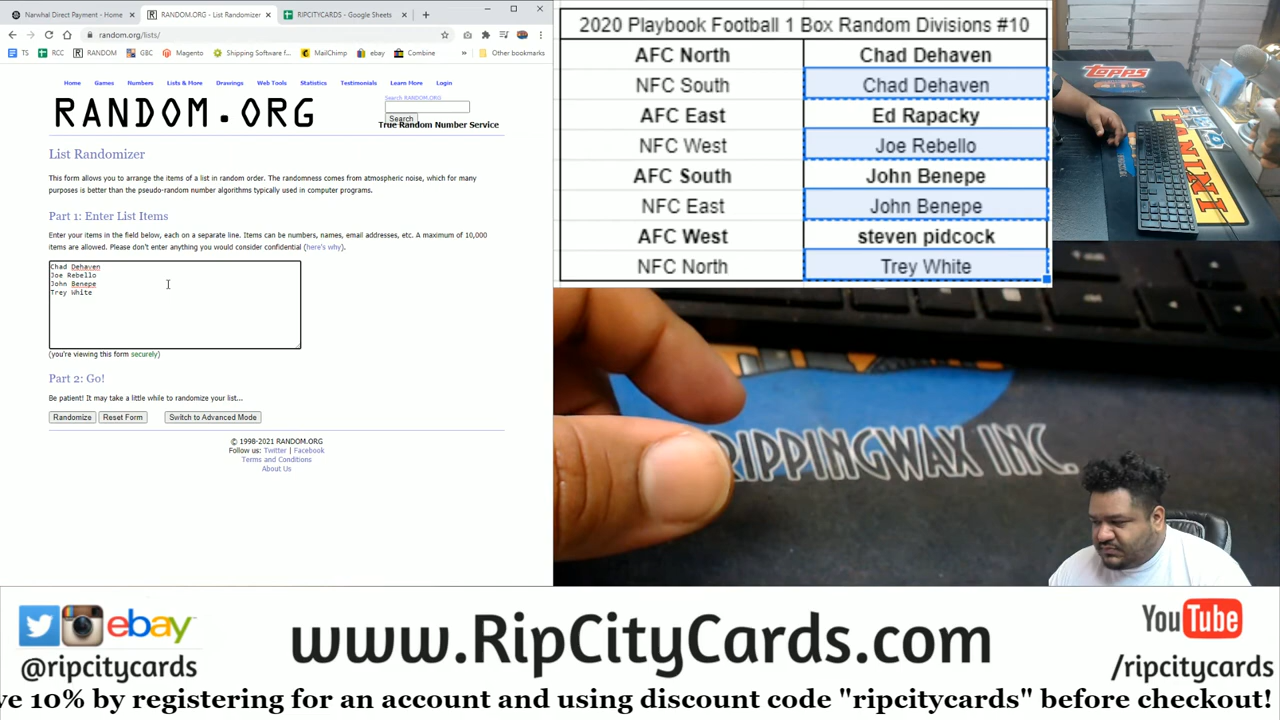 Narwhal Direct Payment - Home
RANDOM.ORG - List Randomizer
RIPCITYCARDS - Google Sheets
random.org/lists/
TS
RCC
RANDOM
GBC
Magento
Shipping Software f...
MailChimp
ebay
Combine
Other bookmarks
Home Games Numbers Lists & More Drawings Web Tools Statistics Testimonials Learn More Login
RANDOM.ORG
Search RANDOM.ORG
Search
True Random Number Service
List Randomizer
This form allows you to arrange the items of a list in random order. The randomness comes from atmospheric noise, which for many
purposes is better than the pseudo-random number algorithms typically used in computer programs.
Part 1: Enter List Items
Enter your items in the field below, each on a separate line. Items can be numbers, names, email addresses, etc. A maximum of 10,000
items are allowed. Please don't enter anything you would consider confidential (here's why).
Chad Dehaven
Joe Rebello
John Benepe
Trey White
(you're viewing this form securely)
Part 2: Go!
Be patient! It may take a little while to randomize your list...
Randomize Reset Form Switch to Advanced Mode
© 1998-2021 RANDOM.ORG
Follow us: Twitter | Facebook
Terms and Conditions
About Us
2020 Playbook Football 1 Box Random Divisions #10
AFC North Chad Dehaven
NFC South Chad Dehaven
AFC East Ed Rapacky
NFC West Joe Rebello
AFC South John Benepe
NFC East John Benepe
AFC West steven pidcock
NFC North Trey White
TOPPS
PANINI
RIPPINGWAX INC.
ebay
@ripcitycards
www.RipCityCards.com
YouTube
/ripcitycards
ve 10% by registering for an account and using discount code "ripcitycards" before checkout!